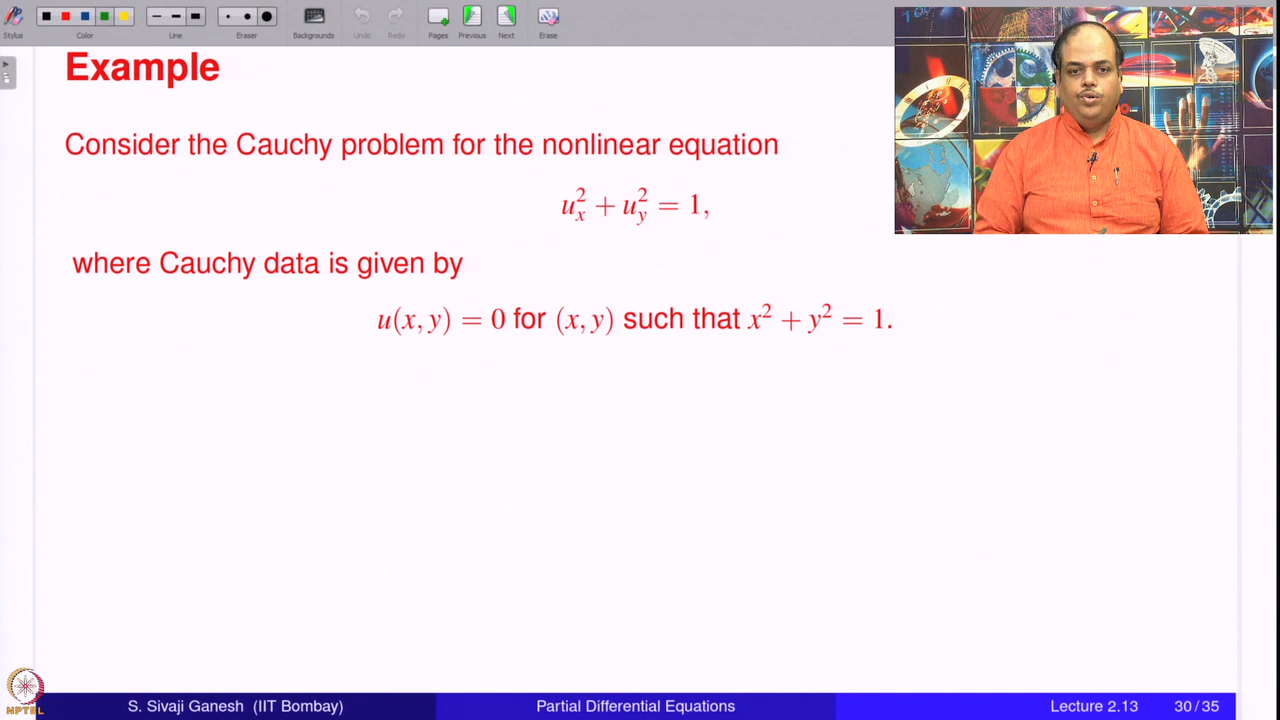 Stylus Color Line Eraser Backgrounds Undo Redo Pages Previous Next Erase
Example
Consider the Cauchy problem for the nonlinear equation
u_x^2 + u_y^2 = 1,
where Cauchy data is given by
u(x, y) = 0 for (x, y) such that x^2 + y^2 = 1.
NPTEL
S. Sivaji Ganesh (IIT Bombay) Partial Differential Equations Lecture 2.13 30 / 35